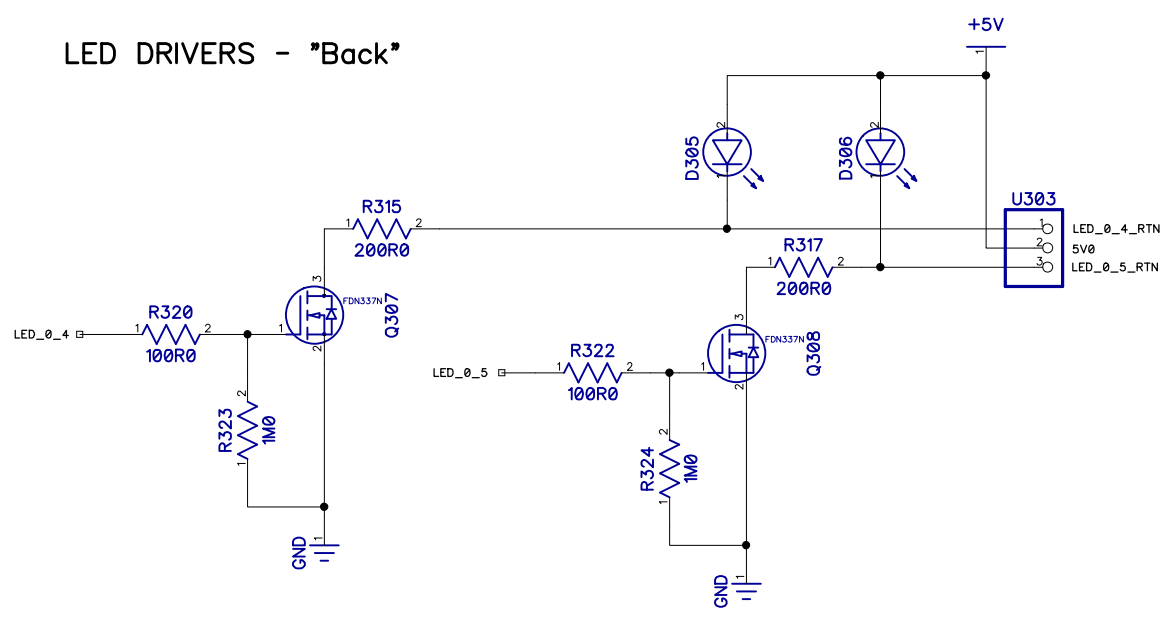 LED DRIVERS - "Back"
+5V
1
2
D305
1
2
D306
1
U303
1
LED_0_4_RTN
2
5V0
3
LED_0_5_RTN
R315
1
2
200R0
R317
1
2
200R0
3
FDN337N
Q307
1
2
LED_0_4
R320
1
2
100R0
2
R323
1M0
1
GND
1
3
FDN337N
Q308
1
2
LED_0_5
R322
1
2
100R0
2
R324
1M0
1
GND
1